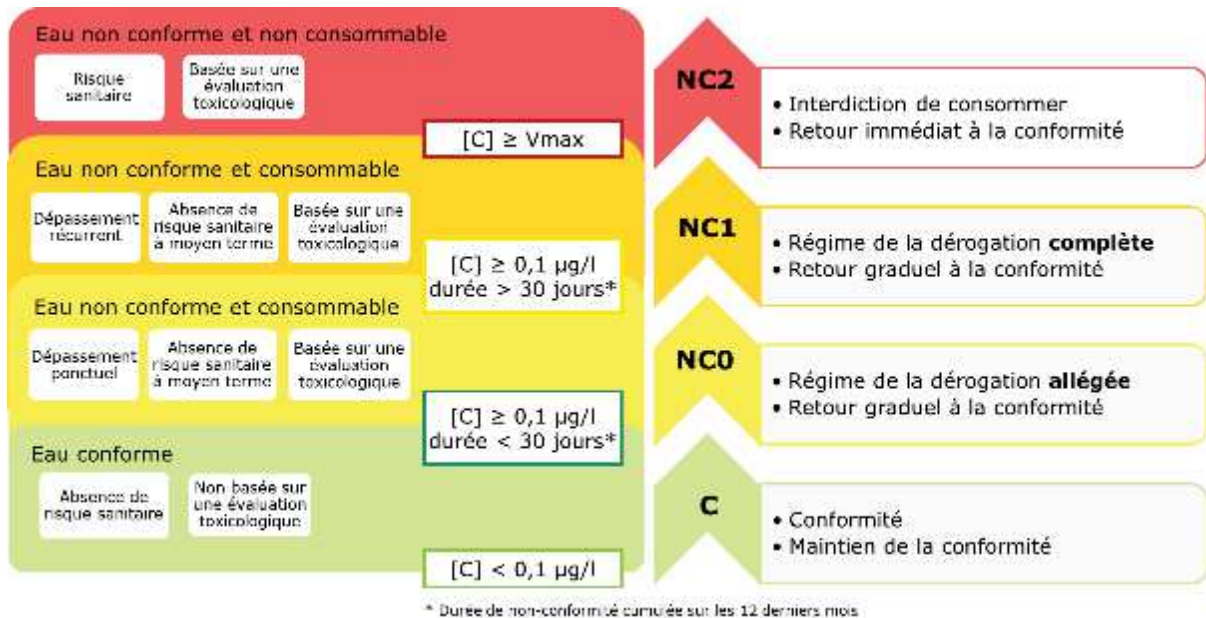 Eau non conforme et non consommable
Risque
sanitaire
Basée sur une
évaluation
toxicologique
[C] ≥ Vmax
Eau non conforme et consommable
Dépassement
récurrent
Absence de
risque sanitaire
à moyen terme
Basée sur une
évaluation
toxicologique
[C] ≥ 0,1 µg/l
durée > 30 jours*
Eau non conforme et consommable
Dépassement
ponctuel
Absence de
risque sanitaire
à moyen terme
Basée sur une
évaluation
toxicologique
[C] ≥ 0,1 µg/l
durée < 30 jours*
Eau conforme
Absence de
risque sanitaire
Non basée sur
une évaluation
toxicologique
[C] < 0,1 µg/l
NC2
• Interdiction de consommer
• Retour immédiat à la conformité
NC1
• Régime de la dérogation complète
• Retour graduel à la conformité
NC0
• Régime de la dérogation allégée
• Retour graduel à la conformité
C
• Conformité
• Maintien de la conformité
* Durée de non-conformité cumulée sur les 12 derniers mois